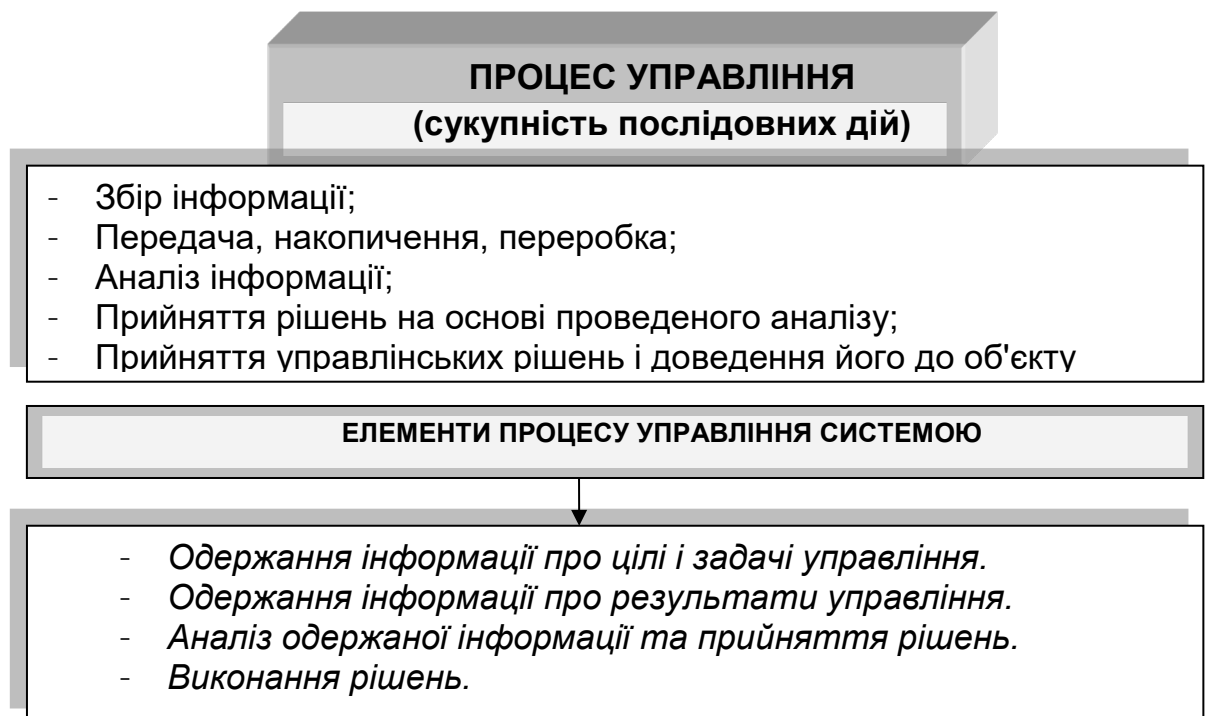 ПРОЦЕС УПРАВЛІННЯ
(сукупність послідовних дій)
- Збір інформації;
- Передача, накопичення, переробка;
- Аналіз інформації;
- Прийняття рішень на основі проведеного аналізу;
- Прийняття управлінських рішень і доведення його до об'єкту
ЕЛЕМЕНТИ ПРОЦЕСУ УПРАВЛІННЯ СИСТЕМОЮ
- Одержання інформації про цілі і задачі управління.
- Одержання інформації про результати управління.
- Аналіз одержаної інформації та прийняття рішень.
- Виконання рішень.